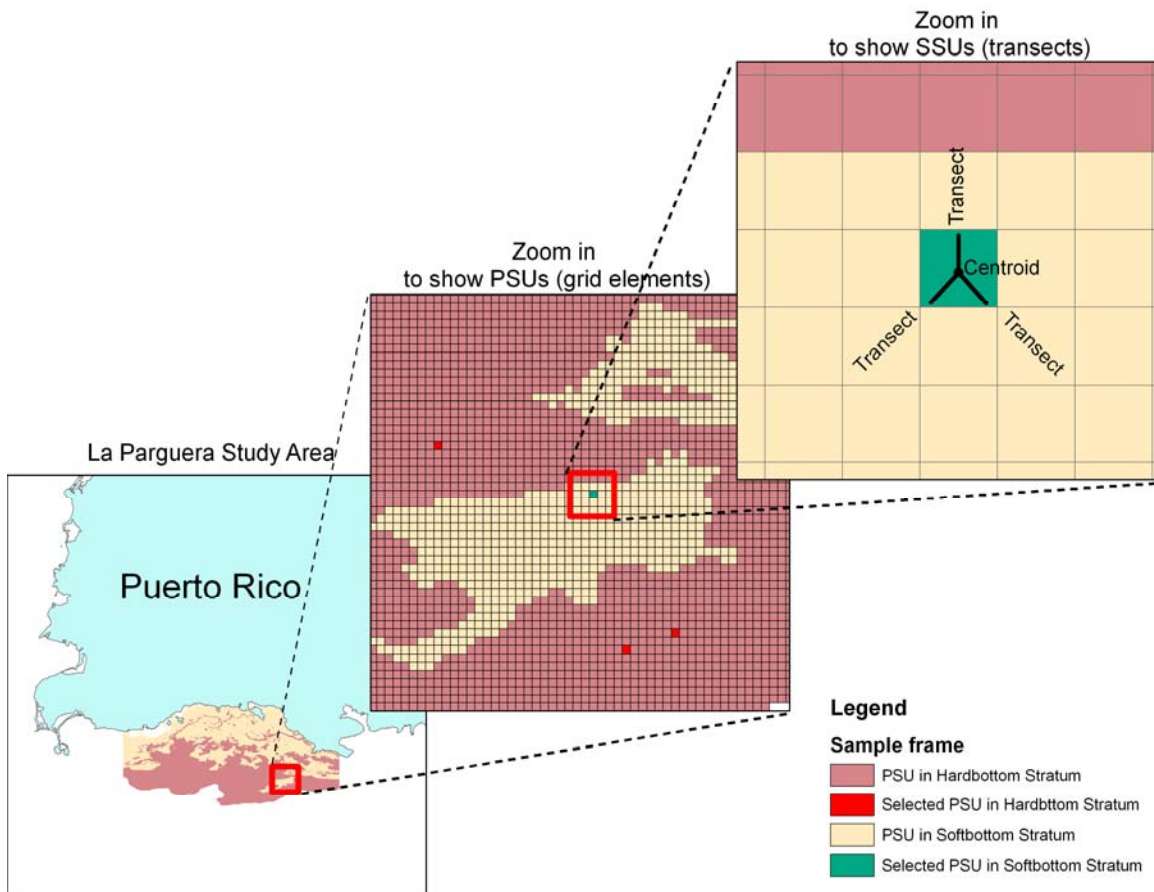 Zoom in
to show SSUs (transects)
Transect
Centroid
Transect
Transect
Zoom in
to show PSUs (grid elements)
La Parguera Study Area
Puerto Rico
Legend
Sample frame
PSU in Hardbottom Stratum
Selected PSU in Hardbttom Stratum
PSU in Softbottom Stratum
Selected PSU in Softbottom Stratum